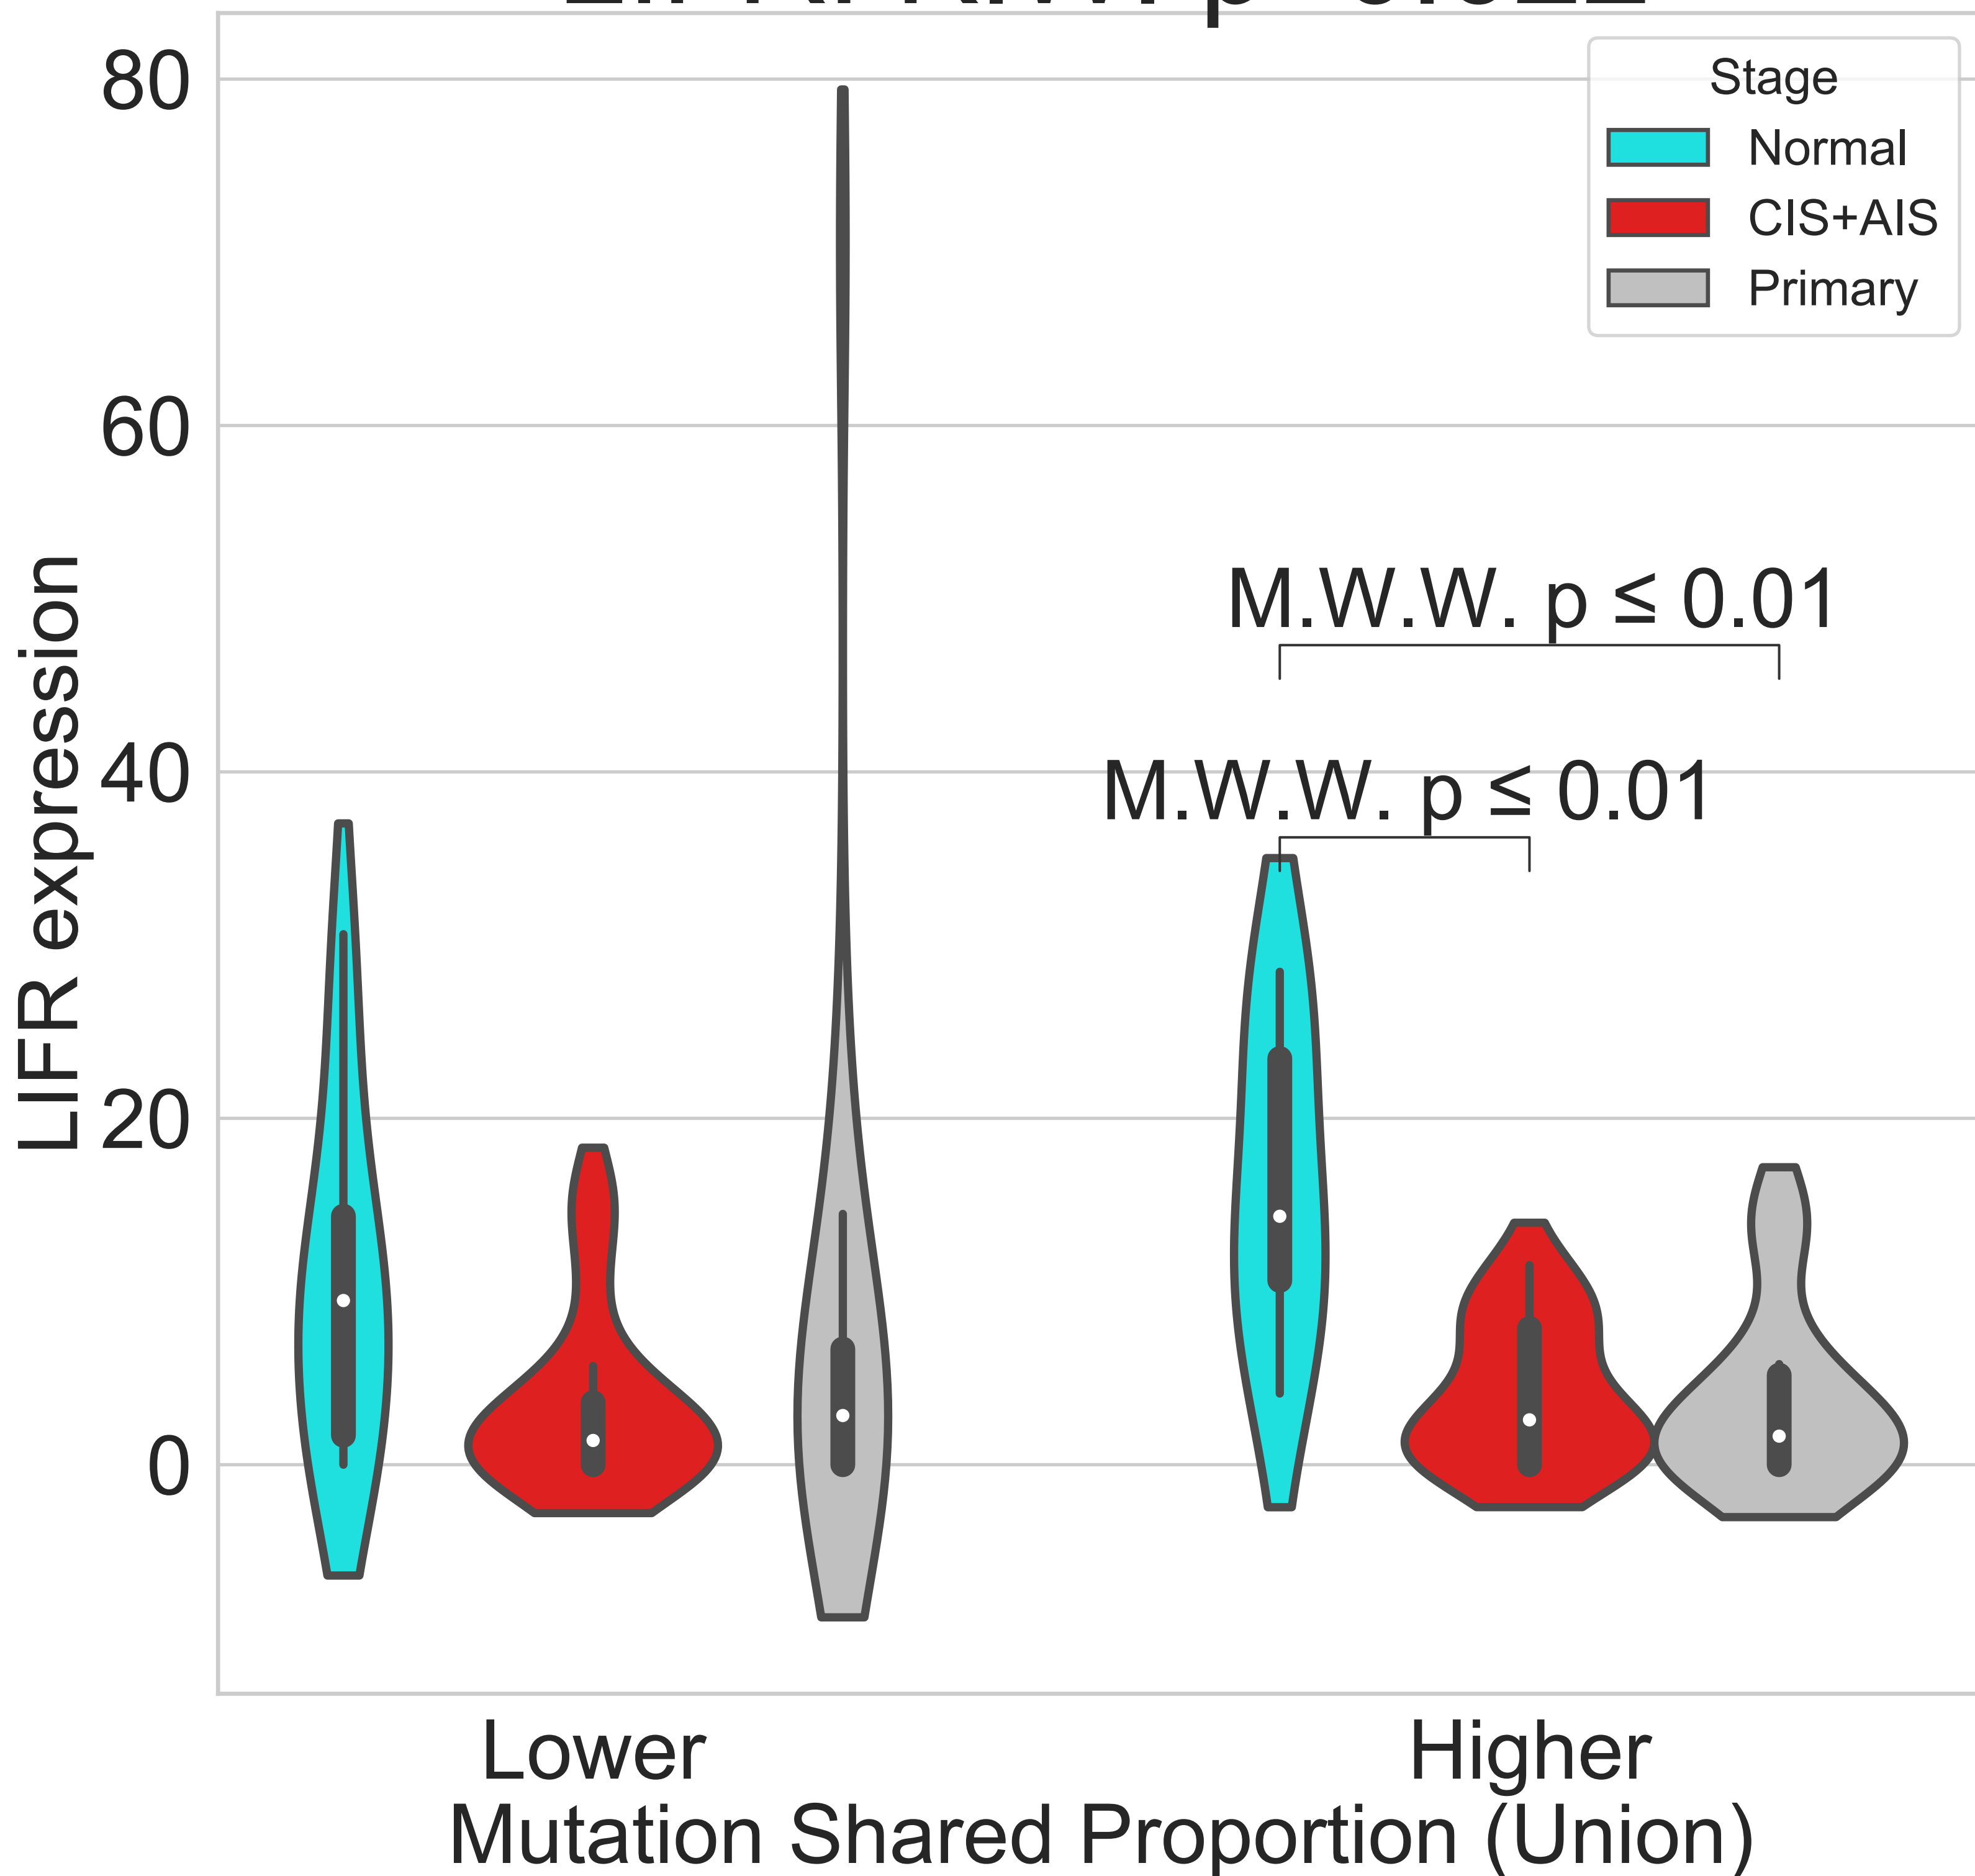 80
60
40
20
0
LIFR expression
Stage
Normal
CIS+AIS
Primary
M.W.W. p ≤ 0.01
M.W.W. p ≤ 0.01
Lower
Higher
Mutation Shared Proportion (Union)